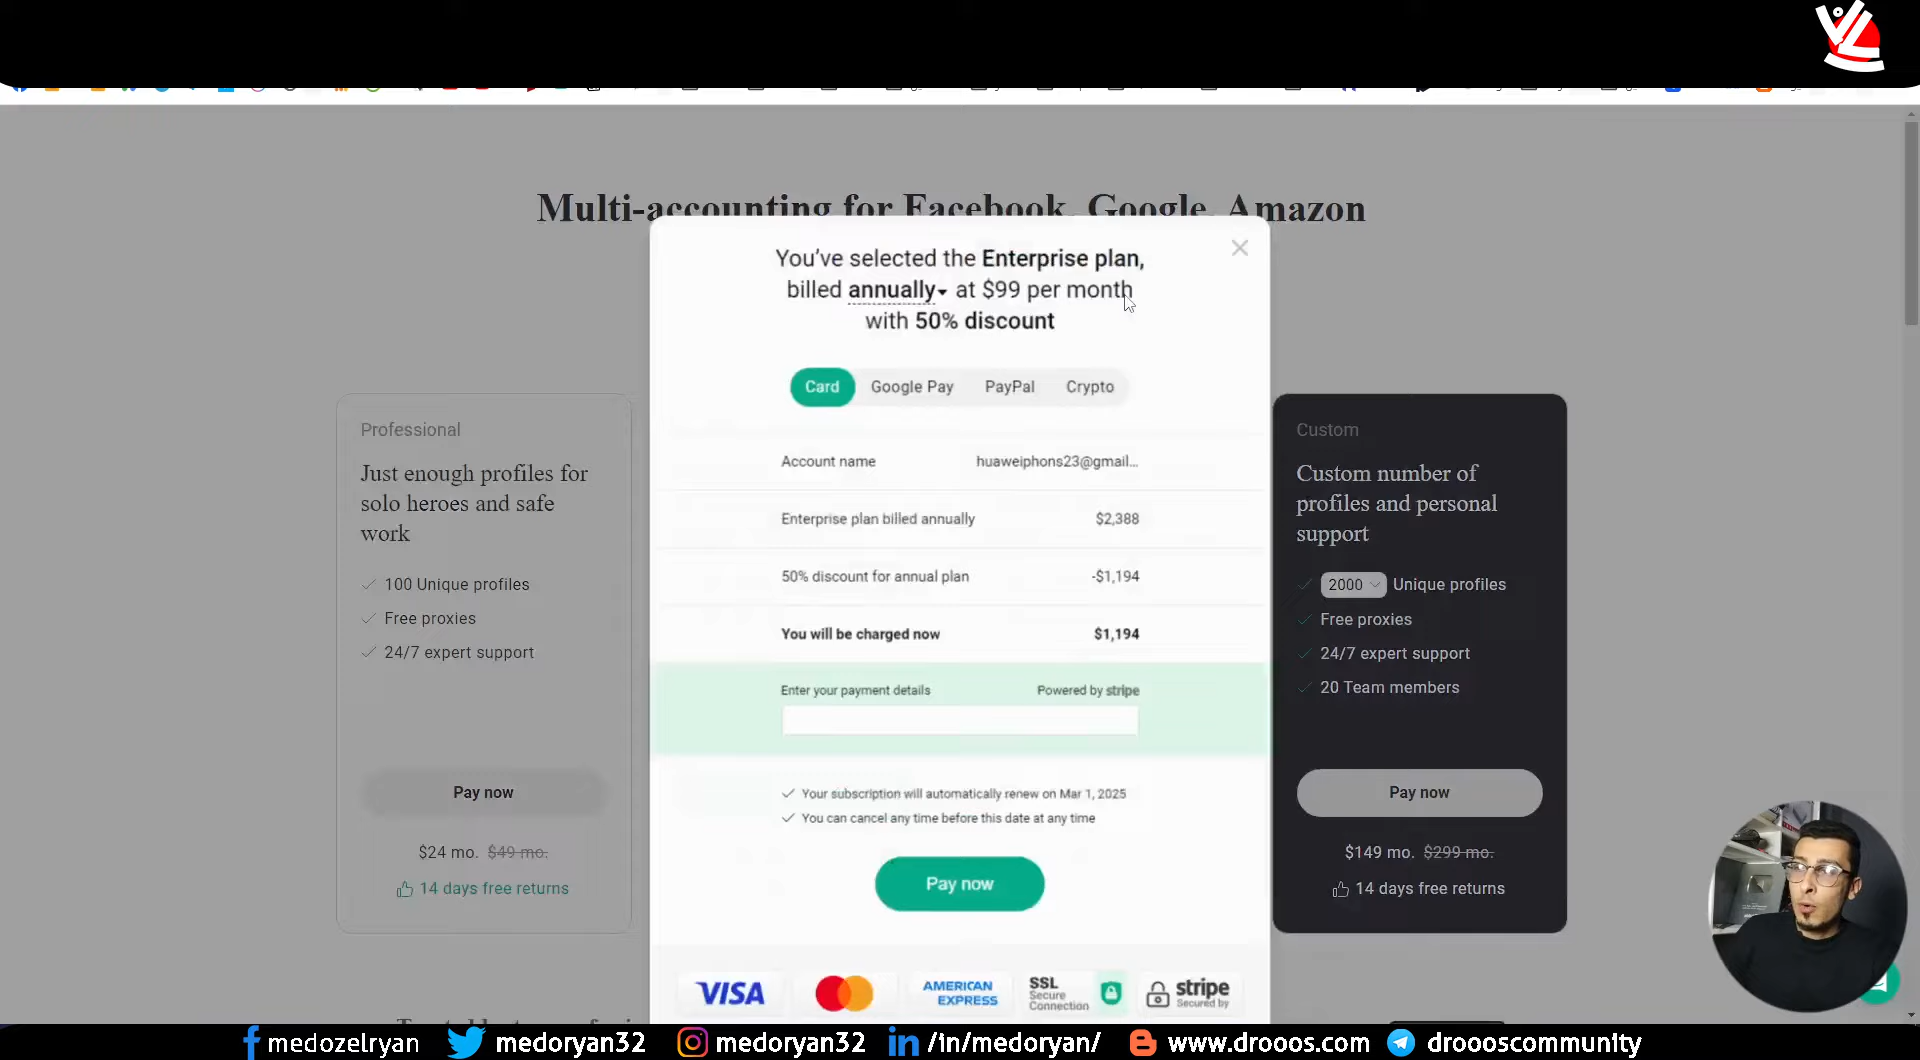 Multi-accounting for Facebook, Google, Amazon
You've selected the Enterprise plan,
billed annually at $99 per month
with 50% discount
Card
Google Pay
PayPal
Crypto
Account name
huaweiphons23@gmail...
Enterprise plan billed annually
$2,388
50% discount for annual plan
-$1,194
You will be charged now
$1,194
Enter your payment details
Powered by stripe
Your subscription will automatically renew on Mar 1, 2025
You can cancel any time before this date at any time
Pay now
VISA
AMERICAN
EXPRESS
SSL
Secure
Connection
stripe
Secured by
Professional
Just enough profiles for
solo heroes and safe
work
100 Unique profiles
Free proxies
24/7 expert support
Pay now
$24 mo. $49 mo.
14 days free returns
Custom
Custom number of
profiles and personal
support
2000 Unique profiles
Free proxies
24/7 expert support
20 Team members
Pay now
$149 mo. $299 mo.
14 days free returns
medozelryan
medoryan32
medoryan32
/in/medoryan/
www.drooos.com
droooscommunity